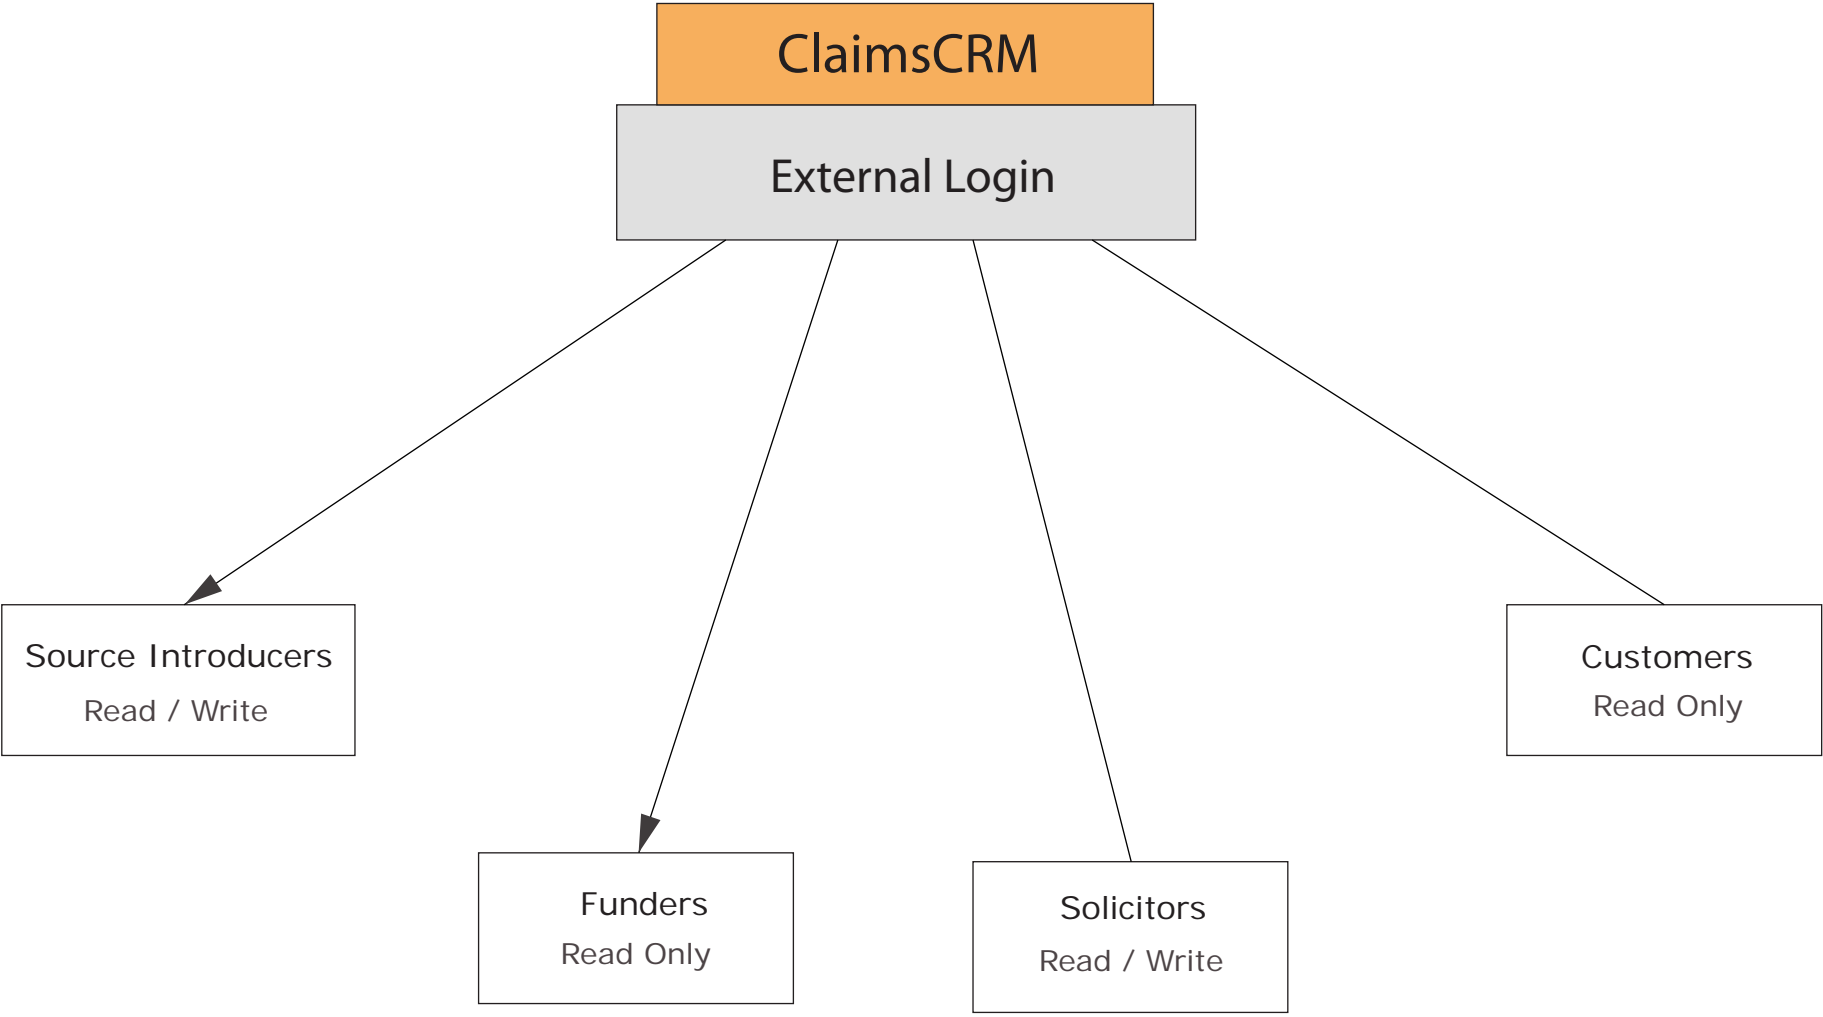 ClaimsCRM
External Login
Source Introducers
Read / Write
Customers
Read Only
Funders
Read Only
Solicitors
Read / Write